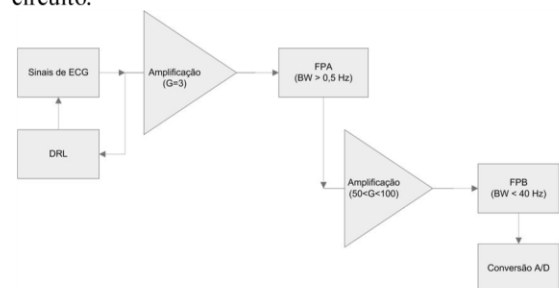 circuito.
Sinais de ECG
Amplificação
(G=3)
FPA
(BW > 0,5 Hz)
DRL
Amplificação
(50<G<100)
FPB
(BW < 40 Hz)
Conversão A/D